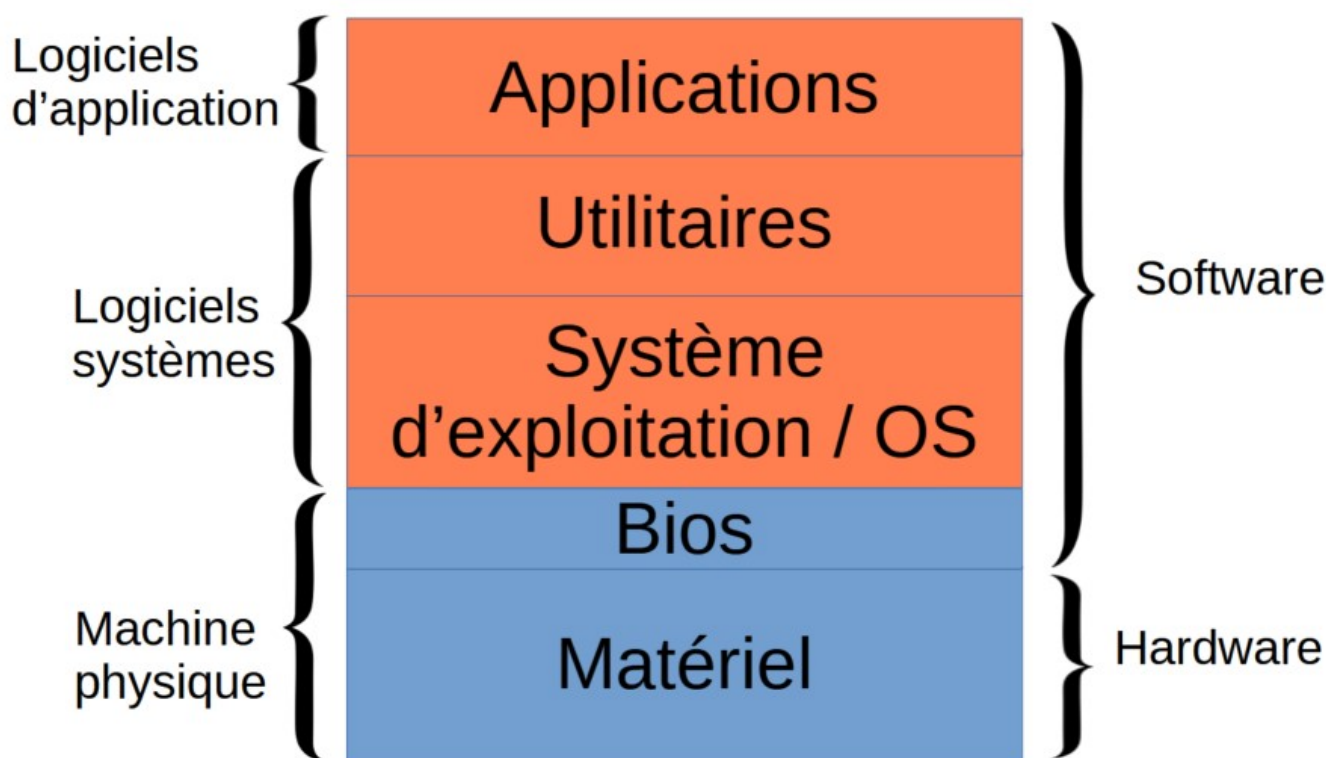 Logiciels
d’application
Applications
Utilitaires
Logiciels
systèmes
Système
d’exploitation / OS
Software
Bios
Machine
physique
Matériel
Hardware